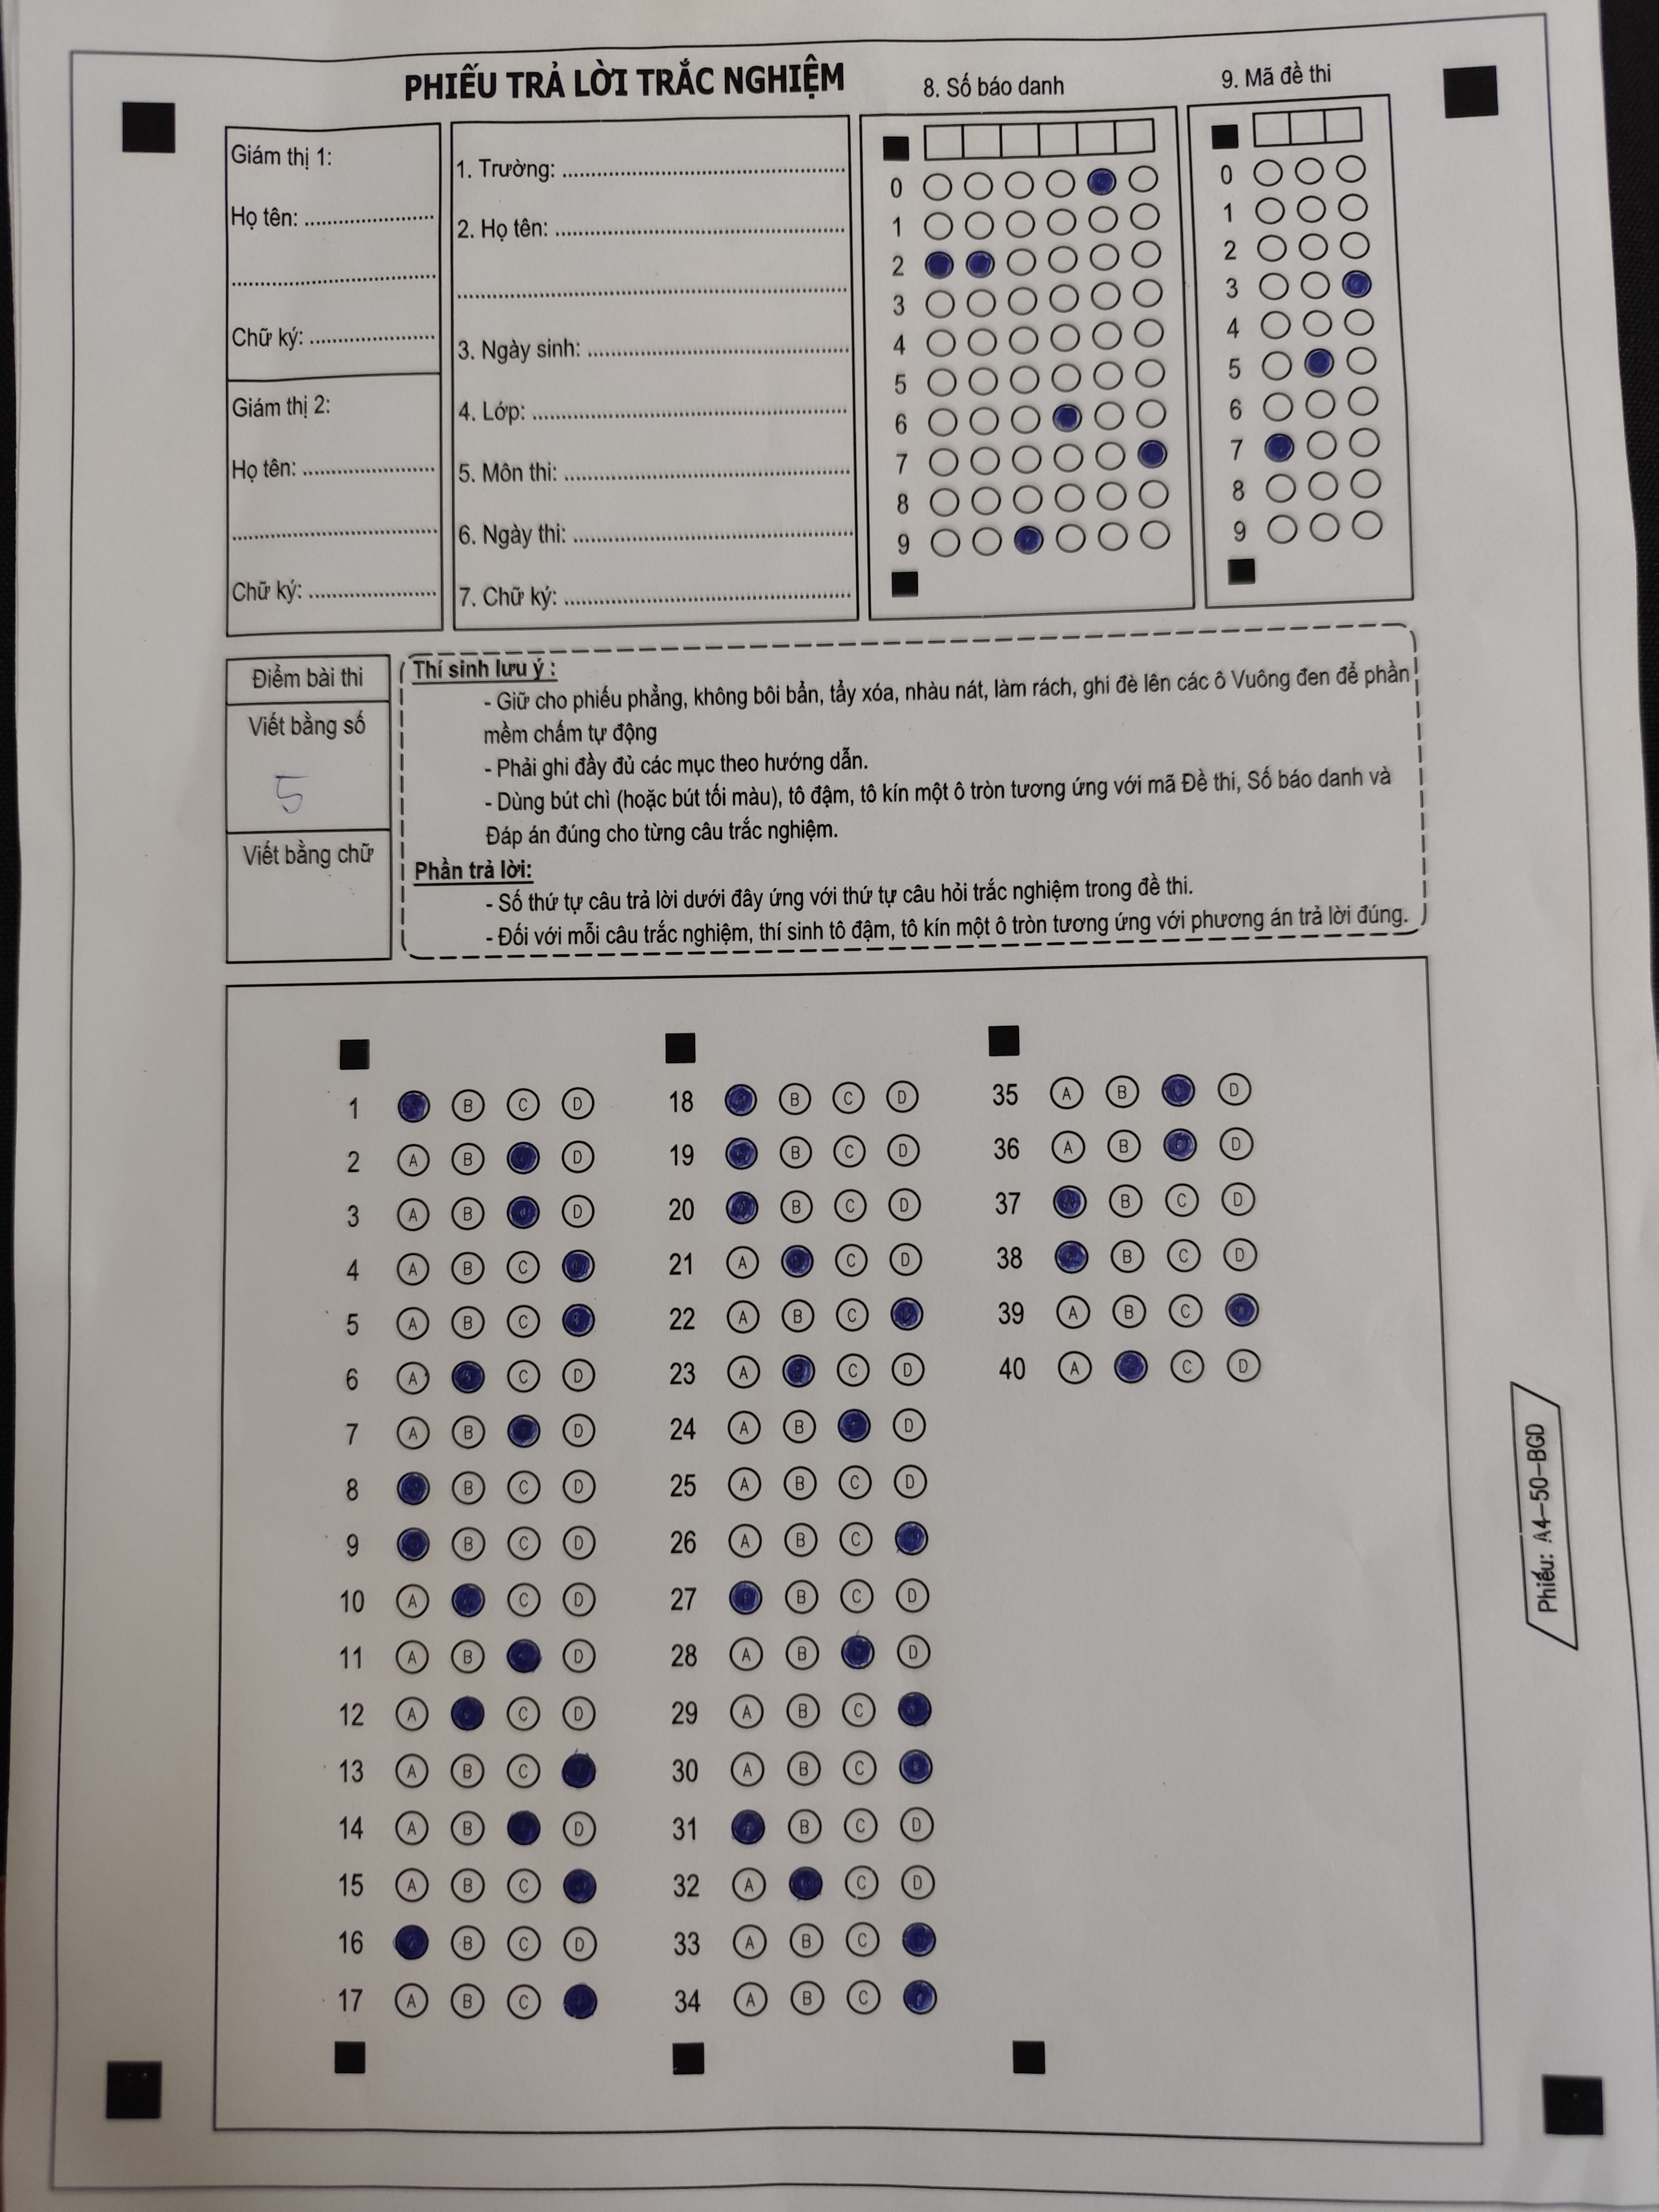 PHIẾU TRẢ LỜI TRẮC NGHIỆM
8. Số báo danh
9. Mã đề thi
Giám thị 1:
Họ tên: ........................
........................
Chữ ký: ........................
Giám thị 2:
Họ tên: ........................
........................
Chữ ký: ........................
1. Trường: ........................
2. Họ tên: ........................
........................
3. Ngày sinh: ........................
4. Lớp: ........................
5. Môn thi: ........................
6. Ngày thi: ........................
7. Chữ ký: ........................
0
1
2
3
4
5
6
7
8
9
0
1
2
3
4
5
6
7
8
9
Điểm bài thi
Viết bằng số
5
Viết bằng chữ
Thí sinh lưu ý :
- Giữ cho phiếu phẳng, không bôi bẩn, tẩy xóa, nhàu nát, làm rách, ghi đè lên các ô Vuông đen để phần
mềm chấm tự động
- Phải ghi đầy đủ các mục theo hướng dẫn.
- Dùng bút chì (hoặc bút tối màu), tô đậm, tô kín một ô tròn tương ứng với mã Đề thi, Số báo danh và
Đáp án đúng cho từng câu trắc nghiệm.
Phần trả lời:
- Số thứ tự câu trả lời dưới đây ứng với thứ tự câu hỏi trắc nghiệm trong đề thi.
- Đối với mỗi câu trắc nghiệm, thí sinh tô đậm, tô kín một ô tròn tương ứng với phương án trả lời đúng.
1 B C D
2 A B D
3 A B D
4 A B C
5 A B C
6 A C D
7 A B D
8 B C D
9 B C D
10 A C D
11 A B D
12 A C D
13 A B C
14 A B D
15 A B C
16 B C D
17 A B C
18 B C D
19 B C D
20 B C D
21 A C D
22 A B C
23 A C D
24 A B D
25 A B C D
26 A B C
27 B C D
28 A B D
29 A B C
30 A B C
31 B C D
32 A C D
33 A B C
34 A B C
35 A B D
36 A B D
37 B C D
38 B C D
39 A B C
40 A C D
Phiếu: A4-50-BGD